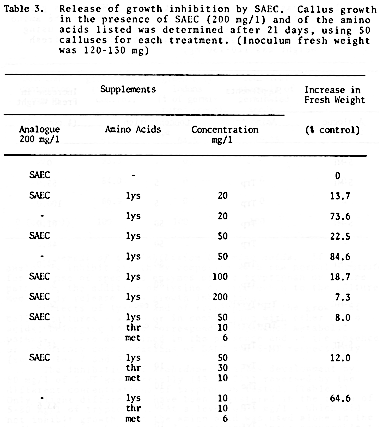 Table 3. Release of growth inhibition by SAEC. Callus growth
in the presence of SAEC (200 mg/l) and of the amino
acids listed was determined after 21 days, using 50
calluses for each treatment. (Inoculum fresh weight
was 120-130 mg)
Supplements Increase in
Fresh Weight
Analogue Amino Acids Concentration (% control)
200 mg/l mg/l
SAEC - 0
SAEC lys 20 13.7
- lys 20 73.6
SAEC lys 50 22.5
- lys 50 84.6
SAEC lys 100 18.7
SAEC lys 200 7.3
SAEC lys 50 8.0
thr 10
met 6
SAEC lys 50 12.0
thr 30
met 10
- lys 10 64.6
thr 10
met 6